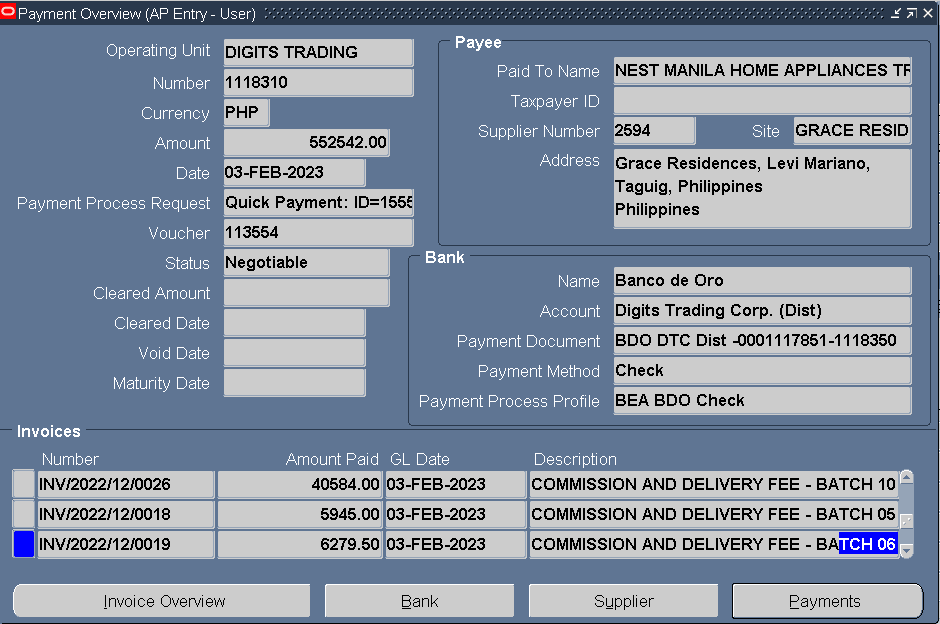 Payment Overview (AP Entry - User)
Operating Unit DIGITS TRADING
Number 1118310
Currency PHP
Amount 552542.00
Date 03-FEB-2023
Payment Process Request Quick Payment: ID=1555
Voucher 113554
Status Negotiable
Cleared Amount
Cleared Date
Void Date
Maturity Date
Payee
Paid To Name NEST MANILA HOME APPLIANCES TR
Taxpayer ID
Supplier Number 2594 Site GRACE RESID
Address Grace Residences, Levi Mariano,
Taguig, Philippines
Philippines
Bank
Name Banco de Oro
Account Digits Trading Corp. (Dist)
Payment Document BDO DTC Dist -0001117851-1118350
Payment Method Check
Payment Process Profile BEA BDO Check
Invoices
Number Amount Paid GL Date Description
INV/2022/12/0026 40584.00 03-FEB-2023 COMMISSION AND DELIVERY FEE - BATCH 10
INV/2022/12/0018 5945.00 03-FEB-2023 COMMISSION AND DELIVERY FEE - BATCH 05
INV/2022/12/0019 6279.50 03-FEB-2023 COMMISSION AND DELIVERY FEE - BATCH 06
Invoice Overview Bank Supplier Payments